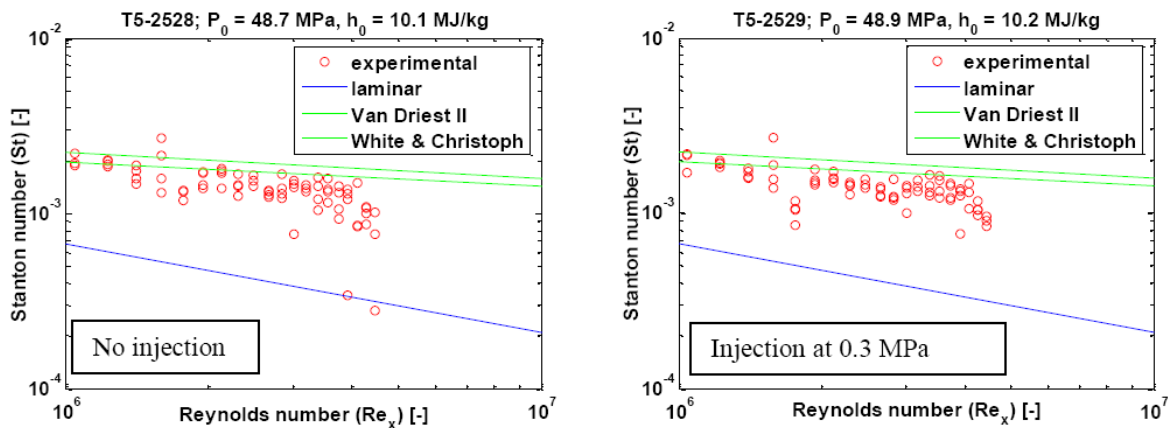 T5-2528; P0 = 48.7 MPa, h0 = 10.1 MJ/kg
10-2
experimental
laminar
Van Driest II
White & Christoph
Stanton number (St) [-]
10-3
No injection
10-4
106
107
Reynolds number (Rex) [-]
T5-2529; P0 = 48.9 MPa, h0 = 10.2 MJ/kg
10-2
experimental
laminar
Van Driest II
White & Christoph
Stanton number (St) [-]
10-3
Injection at 0.3 MPa
10-4
106
107
Reynolds number (Rex) [-]